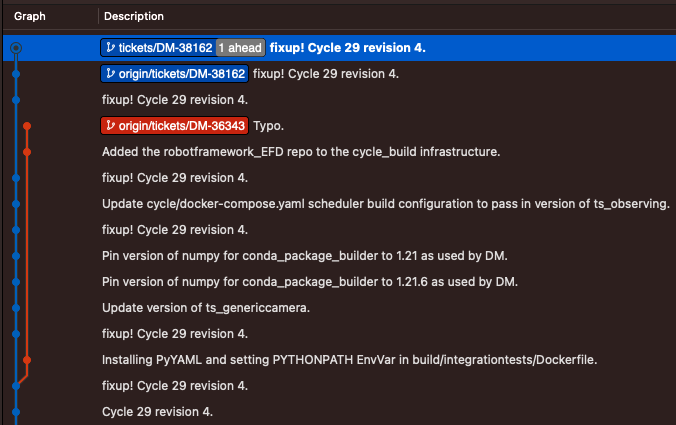 Graph Description
tickets/DM-38162 1 ahead fixup! Cycle 29 revision 4.
origin/tickets/DM-38162 fixup! Cycle 29 revision 4.
fixup! Cycle 29 revision 4.
origin/tickets/DM-36343 Typo.
Added the robotframework_EFD repo to the cycle_build infrastructure.
fixup! Cycle 29 revision 4.
Update cycle/docker-compose.yaml scheduler build configuration to pass in version of ts_observing.
fixup! Cycle 29 revision 4.
Pin version of numpy for conda_package_builder to 1.21 as used by DM.
Pin version of numpy for conda_package_builder to 1.21.6 as used by DM.
Update version of ts_genericcamera.
fixup! Cycle 29 revision 4.
Installing PyYAML and setting PYTHONPATH EnvVar in build/integrationtests/Dockerfile.
fixup! Cycle 29 revision 4.
Cycle 29 revision 4.